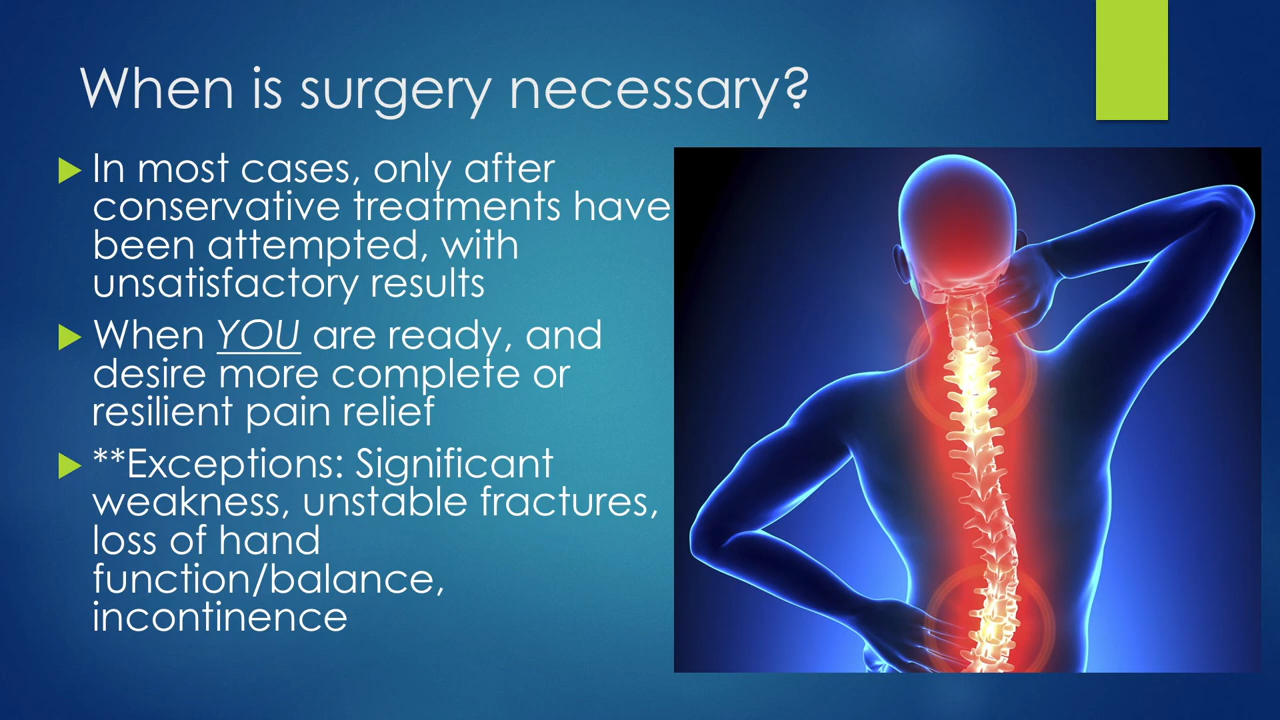 When is surgery necessary?
In most cases, only after
conservative treatments have
been attempted, with
unsatisfactory results
When YOU are ready, and
desire more complete or
resilient pain relief
**Exceptions: Significant
weakness, unstable fractures,
loss of hand
function/balance,
incontinence